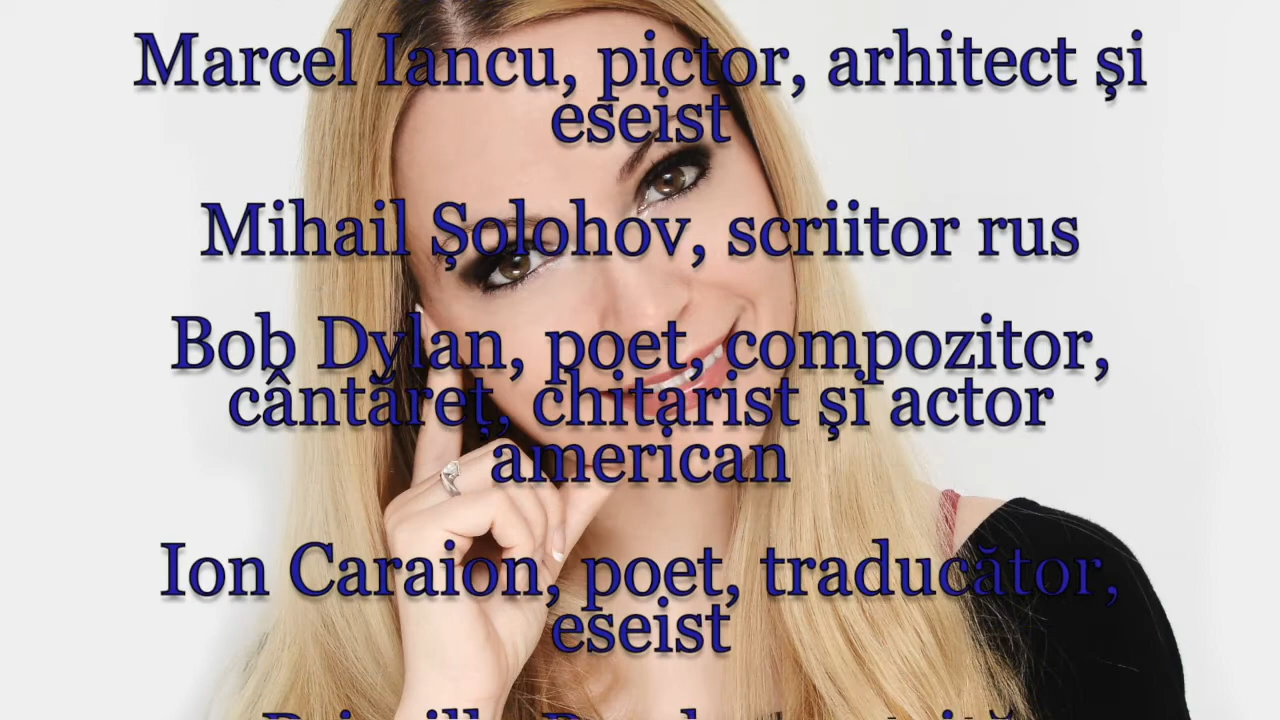 Marcel Iancu, pictor, arhitect și
eseist
Mihail Șolohov, scriitor rus
Bob Dylan, poet, compozitor,
cântăreț, chitarist și actor
american
Ion Caraion, poet, traducător,
eseist